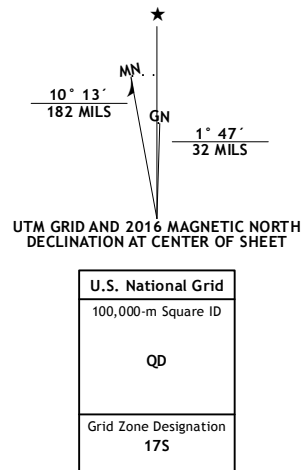 MN
10° 13´
182 MILS
GN
1° 47´
32 MILS
UTM GRID AND 2016 MAGNETIC NORTH
DECLINATION AT CENTER OF SHEET
U.S. National Grid
100,000-m Square ID
QD
Grid Zone Designation
17S